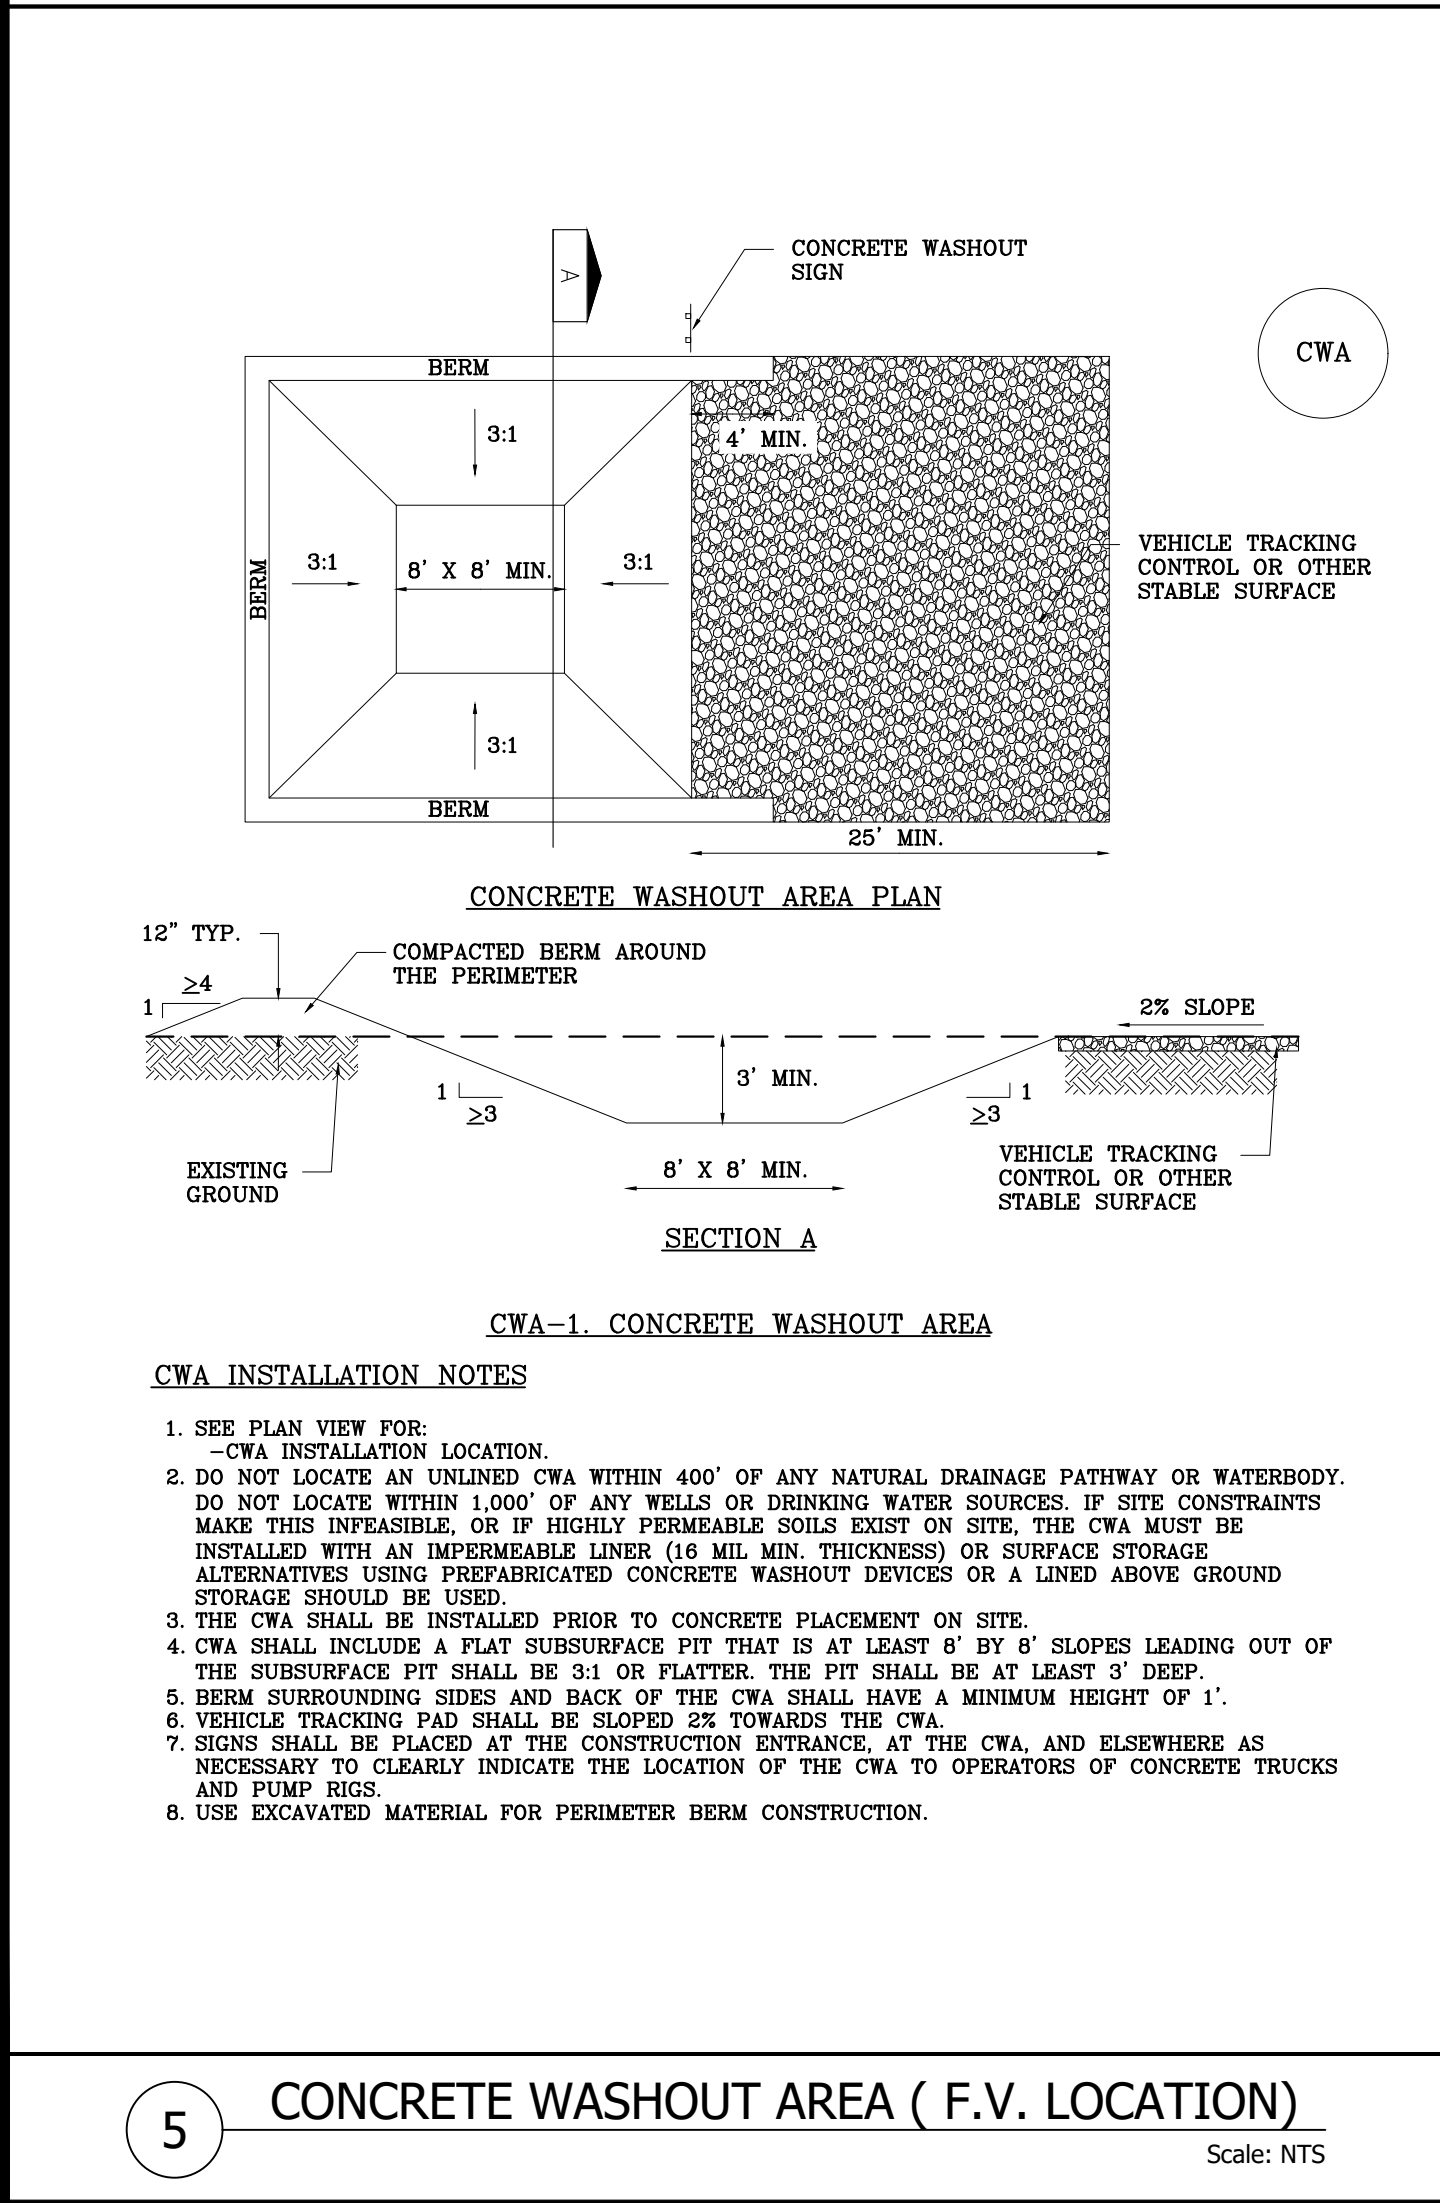 CONCRETE WASHOUT
SIGN
A
CWA
BERM
3:1
4' MIN.
BERM
3:1
8' X 8' MIN.
3:1
VEHICLE TRACKING
CONTROL OR OTHER
STABLE SURFACE
3:1
BERM
25' MIN.
CONCRETE WASHOUT AREA PLAN
12" TYP.
COMPACTED BERM AROUND
THE PERIMETER
≥4
1
2% SLOPE
3' MIN.
1
≥3
1
≥3
EXISTING
GROUND
8' X 8' MIN.
VEHICLE TRACKING
CONTROL OR OTHER
STABLE SURFACE
SECTION A
CWA-1. CONCRETE WASHOUT AREA
CWA INSTALLATION NOTES
1. SEE PLAN VIEW FOR:
-CWA INSTALLATION LOCATION.
2. DO NOT LOCATE AN UNLINED CWA WITHIN 400' OF ANY NATURAL DRAINAGE PATHWAY OR WATERBODY.
DO NOT LOCATE WITHIN 1,000' OF ANY WELLS OR DRINKING WATER SOURCES. IF SITE CONSTRAINTS
MAKE THIS INFEASIBLE, OR IF HIGHLY PERMEABLE SOILS EXIST ON SITE, THE CWA MUST BE
INSTALLED WITH AN IMPERMEABLE LINER (16 MIL MIN. THICKNESS) OR SURFACE STORAGE
ALTERNATIVES USING PREFABRICATED CONCRETE WASHOUT DEVICES OR A LINED ABOVE GROUND
STORAGE SHOULD BE USED.
3. THE CWA SHALL BE INSTALLED PRIOR TO CONCRETE PLACEMENT ON SITE.
4. CWA SHALL INCLUDE A FLAT SUBSURFACE PIT THAT IS AT LEAST 8' BY 8' SLOPES LEADING OUT OF
THE SUBSURFACE PIT SHALL BE 3:1 OR FLATTER. THE PIT SHALL BE AT LEAST 3' DEEP.
5. BERM SURROUNDING SIDES AND BACK OF THE CWA SHALL HAVE A MINIMUM HEIGHT OF 1'.
6. VEHICLE TRACKING PAD SHALL BE SLOPED 2% TOWARDS THE CWA.
7. SIGNS SHALL BE PLACED AT THE CONSTRUCTION ENTRANCE, AT THE CWA, AND ELSEWHERE AS
NECESSARY TO CLEARLY INDICATE THE LOCATION OF THE CWA TO OPERATORS OF CONCRETE TRUCKS
AND PUMP RIGS.
8. USE EXCAVATED MATERIAL FOR PERIMETER BERM CONSTRUCTION.
5
CONCRETE WASHOUT AREA ( F.V. LOCATION)
Scale: NTS